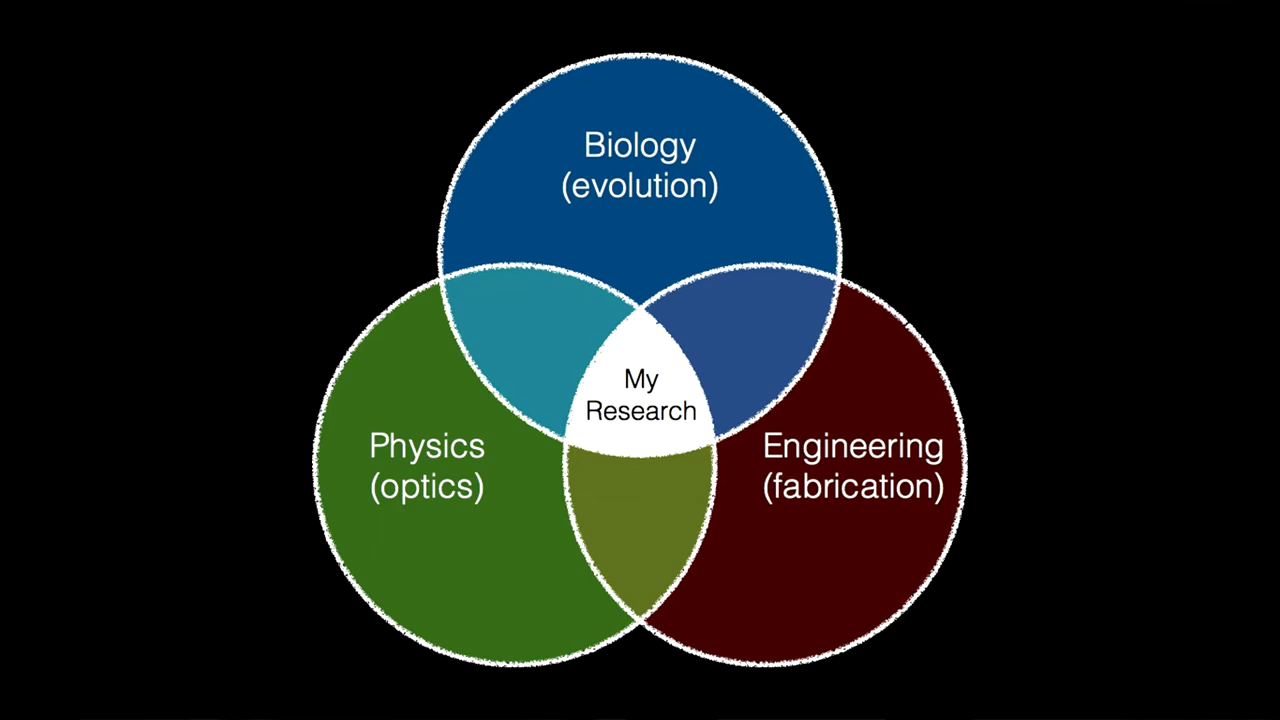 Biology
(evolution)
My
Research
Physics
(optics)
Engineering
(fabrication)